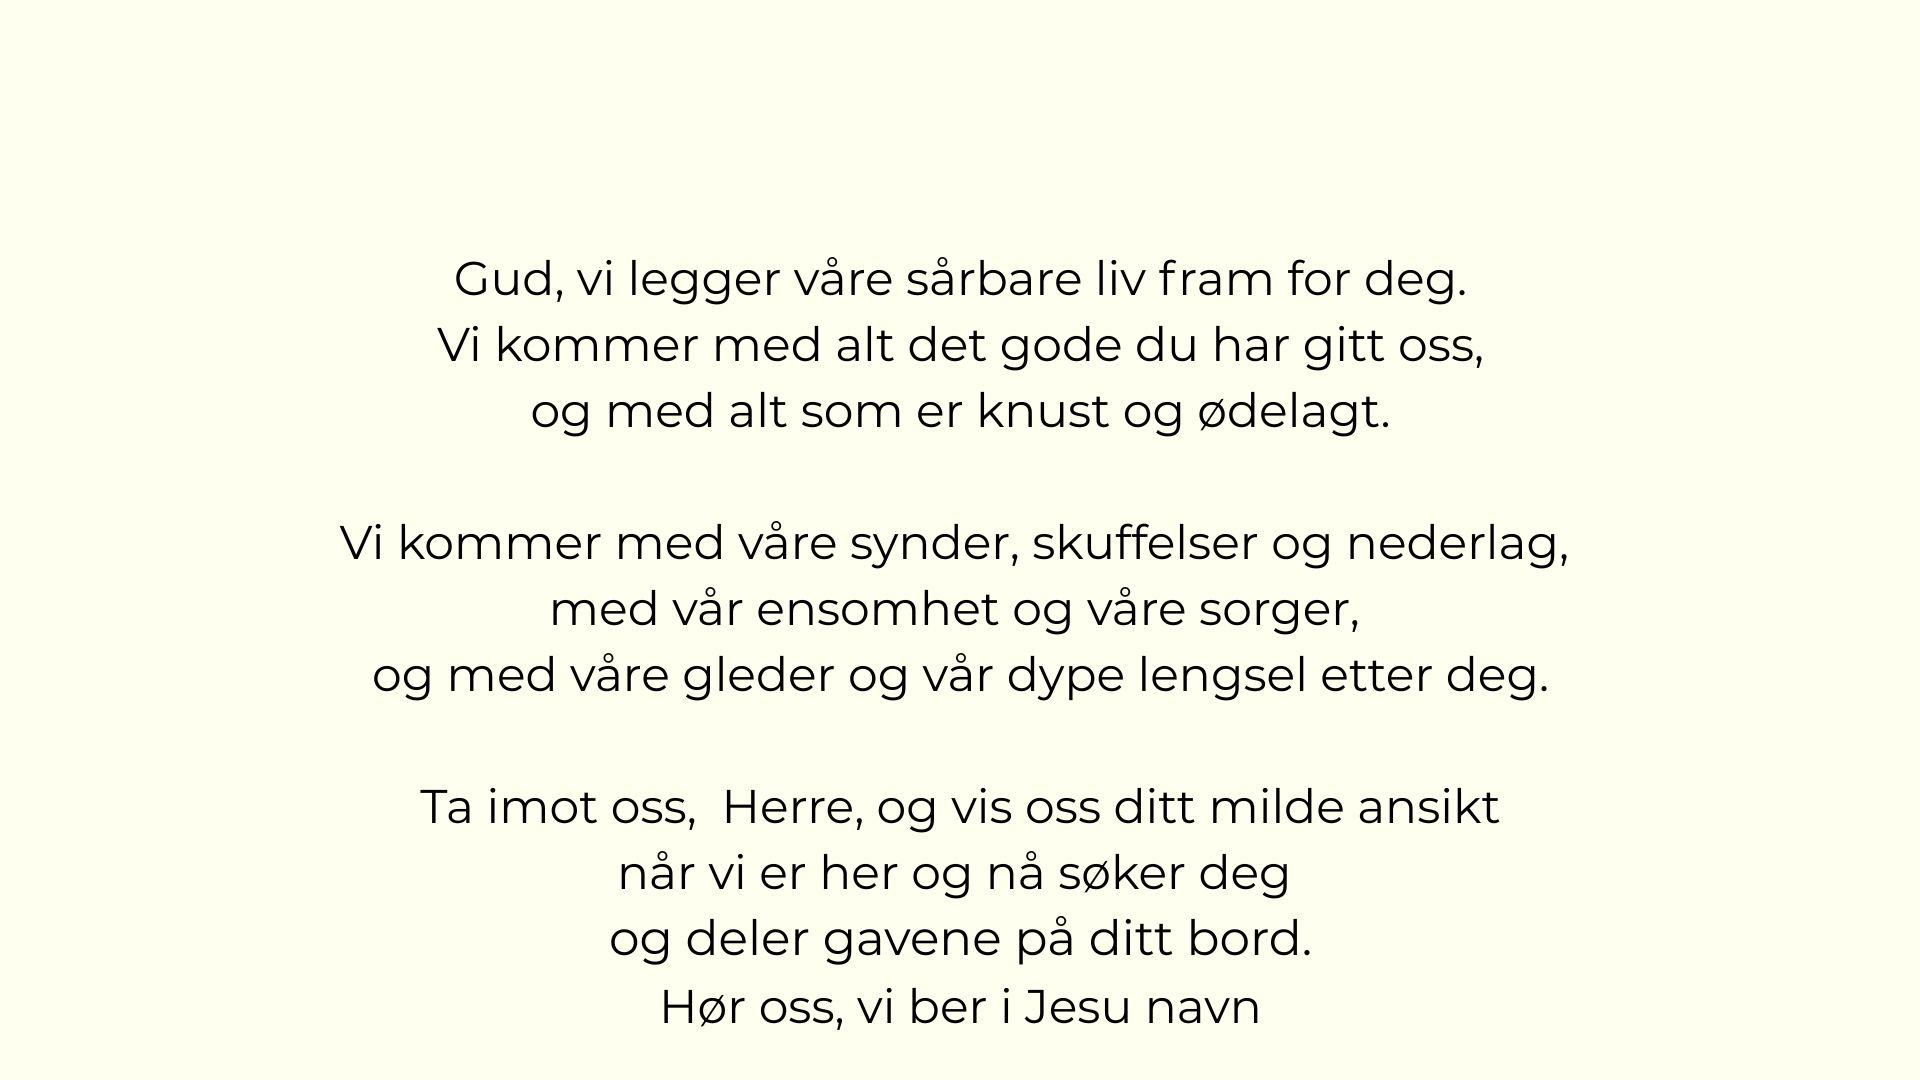 Gud, vi legger våre sårbare liv fram for deg.
Vi kommer med alt det gode du har gitt oss,
og med alt som er knust og ødelagt.
Vi kommer med våre synder, skuffelser og nederlag,
med vår ensomhet og våre sorger,
og med våre gleder og vår dype lengsel etter deg.
Ta imot oss,  Herre, og vis oss ditt milde ansikt
når vi er her og nå søker deg
og deler gavene på ditt bord.
Hør oss, vi ber i Jesu navn